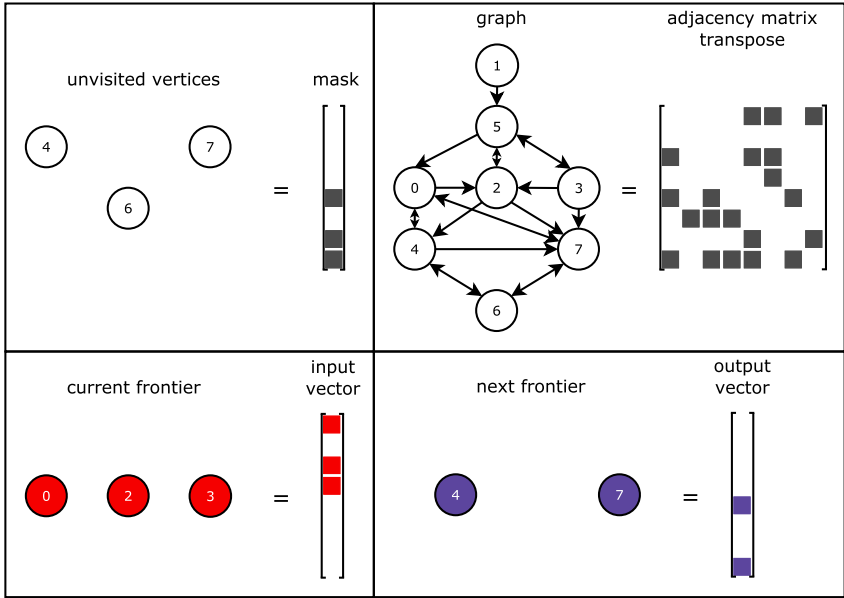 unvisited vertices
mask
4
7
6
=
graph
adjacency matrix
transpose
1
5
0
2
3
4
7
6
=
current frontier
input
vector
0
2
3
=
next frontier
output
vector
4
7
=